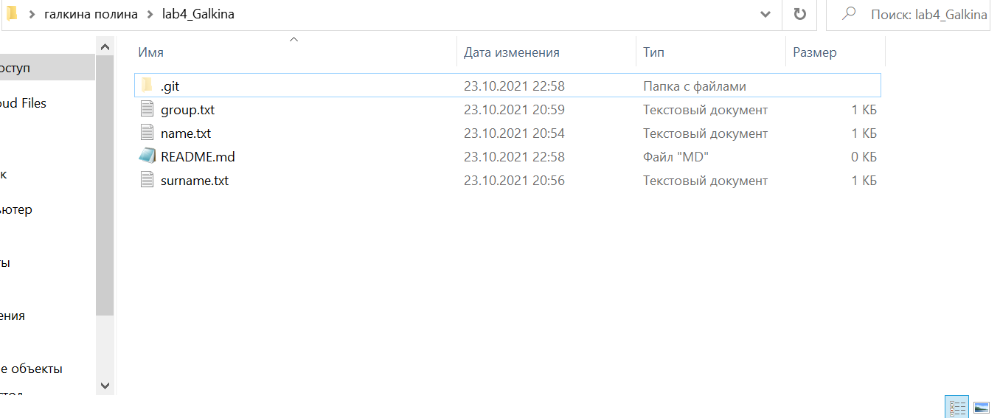 галкина полина > lab4_Galkina Поиск: lab4_Galkina
Имя Дата изменения Тип Размер
оступ
oud Files
к
ьютер
ты
ения
е объекты
.git 23.10.2021 22:58 Папка с файлами
group.txt 23.10.2021 20:59 Текстовый документ 1 КБ
name.txt 23.10.2021 20:54 Текстовый документ 1 КБ
README.md 23.10.2021 22:58 Файл "MD" 0 КБ
surname.txt 23.10.2021 20:56 Текстовый документ 1 КБ